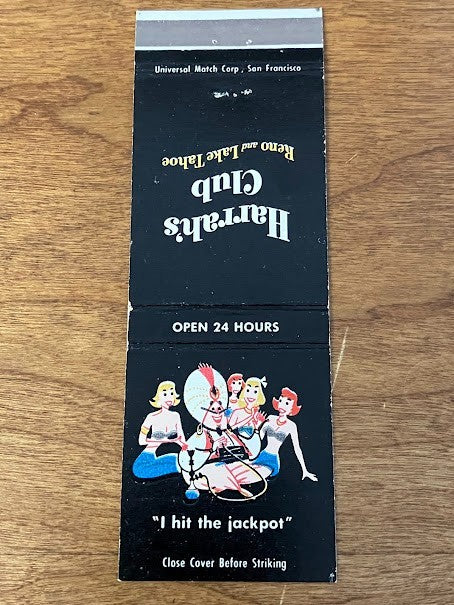 Universal Match Corp., San Francisco
Harrah's
Club
Reno and Lake Tahoe
OPEN 24 HOURS
"I hit the jackpot"
Close Cover Before Striking